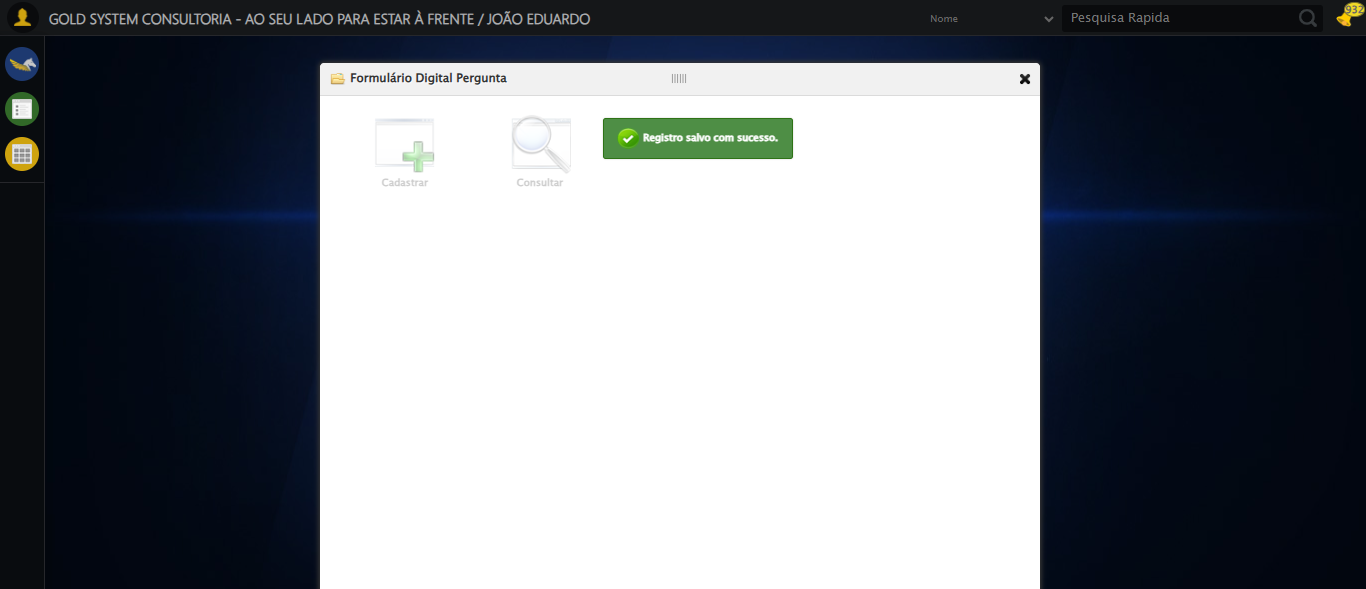 GOLD SYSTEM CONSULTORIA - AO SEU LADO PARA ESTAR À FRENTE / JOÃO EDUARDO
Nome
Pesquisa Rapida
932
Formulário Digital Pergunta
Cadastrar
Consultar
Registro salvo com sucesso.